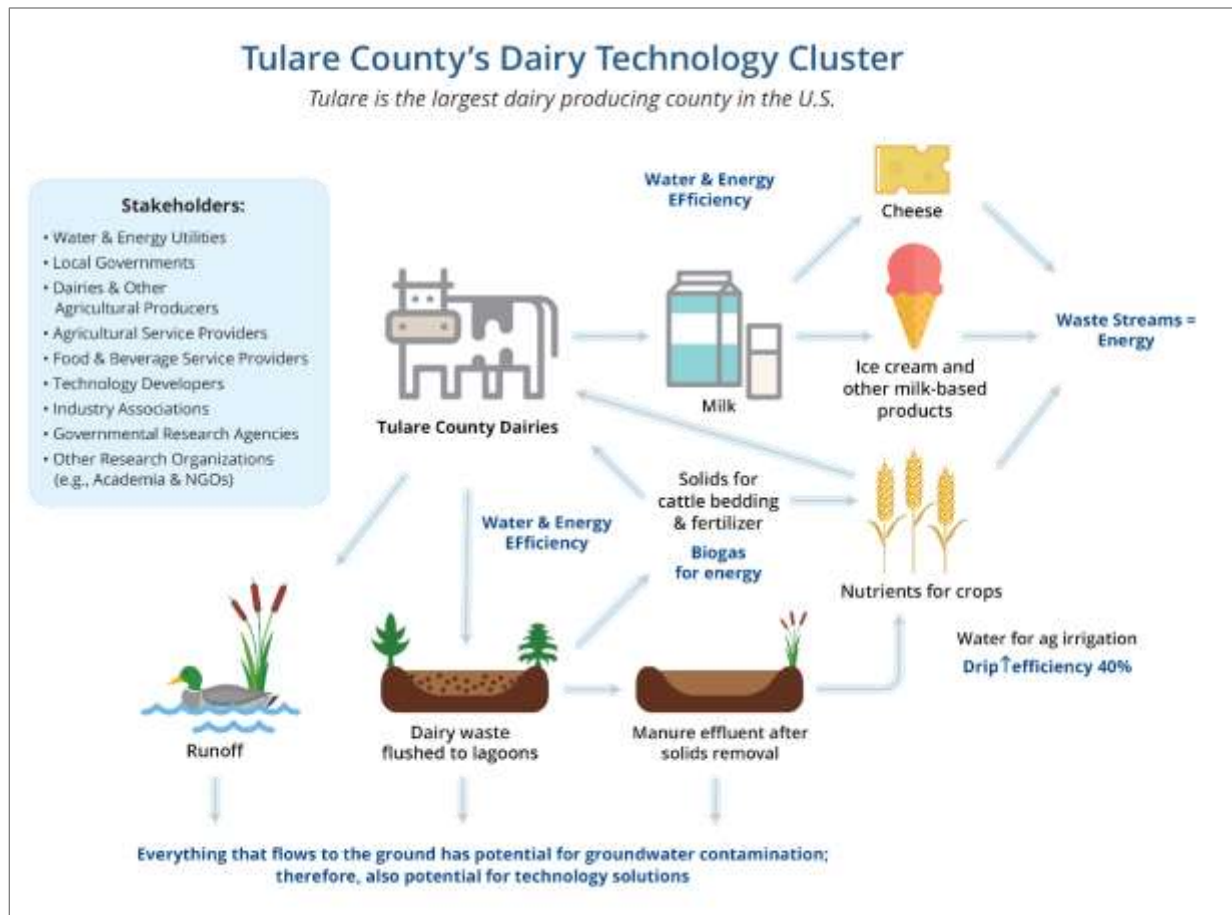 Tulare County's Dairy Technology Cluster
Tulare is the largest dairy producing county in the U.S.
Stakeholders:
• Water & Energy Utilities
• Local Governments
• Dairies & Other
Agricultural Producers
• Agricultural Service Providers
• Food & Beverage Service Providers
• Technology Developers
• Industry Associations
• Governmental Research Agencies
• Other Research Organizations
(e.g., Academia & NGOs)
Water & Energy
EFficiency
Cheese
Tulare County Dairies
Milk
Ice cream and
other milk-based
products
Waste Streams =
Energy
Water & Energy
EFficiency
Solids for
cattle bedding
& fertilizer
Biogas
for energy
Nutrients for crops
Water for ag irrigation
Drip↑efficiency 40%
Runoff
Dairy waste
flushed to lagoons
Manure effluent after
solids removal
Everything that flows to the ground has potential for groundwater contamination;
therefore, also potential for technology solutions